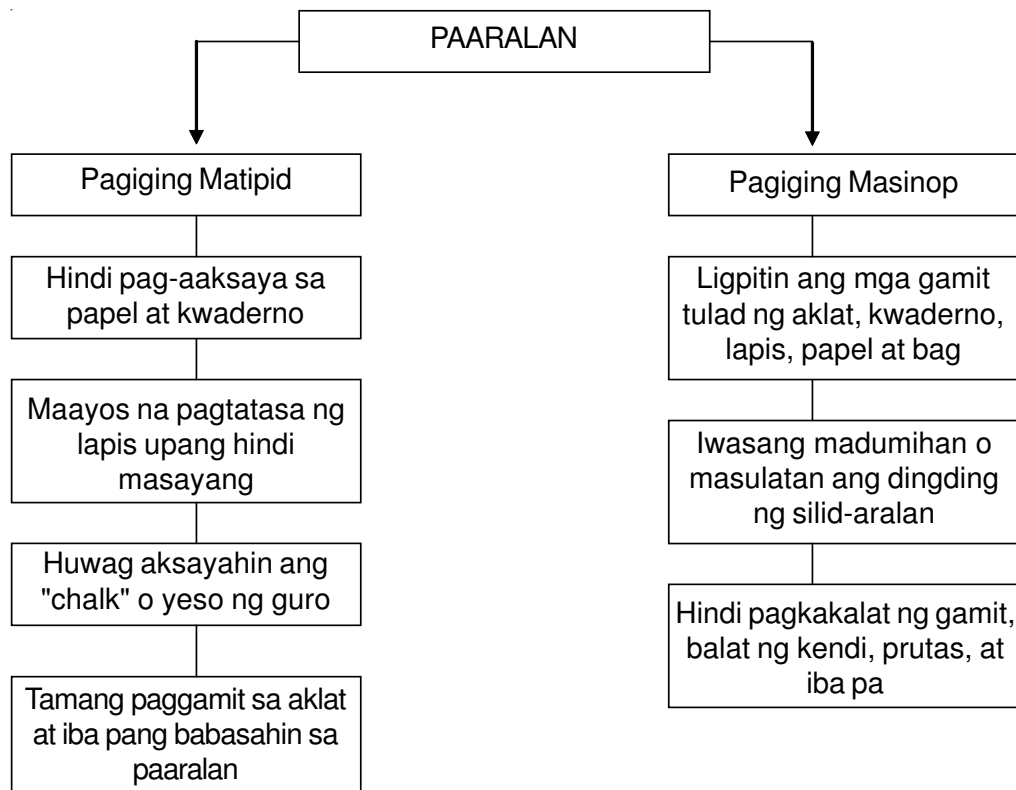 PAARALAN
Pagiging Matipid
Hindi pag-aaksaya sa
papel at kwaderno
Maayos na pagtatasa ng
lapis upang hindi
masayang
Huwag aksayahin ang
"chalk" o yeso ng guro
Tamang paggamit sa aklat
at iba pang babasahin sa
paaralan
Pagiging Masinop
Ligpitin ang mga gamit
tulad ng aklat, kwaderno,
lapis, papel at bag
Iwasang madumihan o
masulatan ang dingding
ng silid-aralan
Hindi pagkakalat ng gamit,
balat ng kendi, prutas, at
iba pa